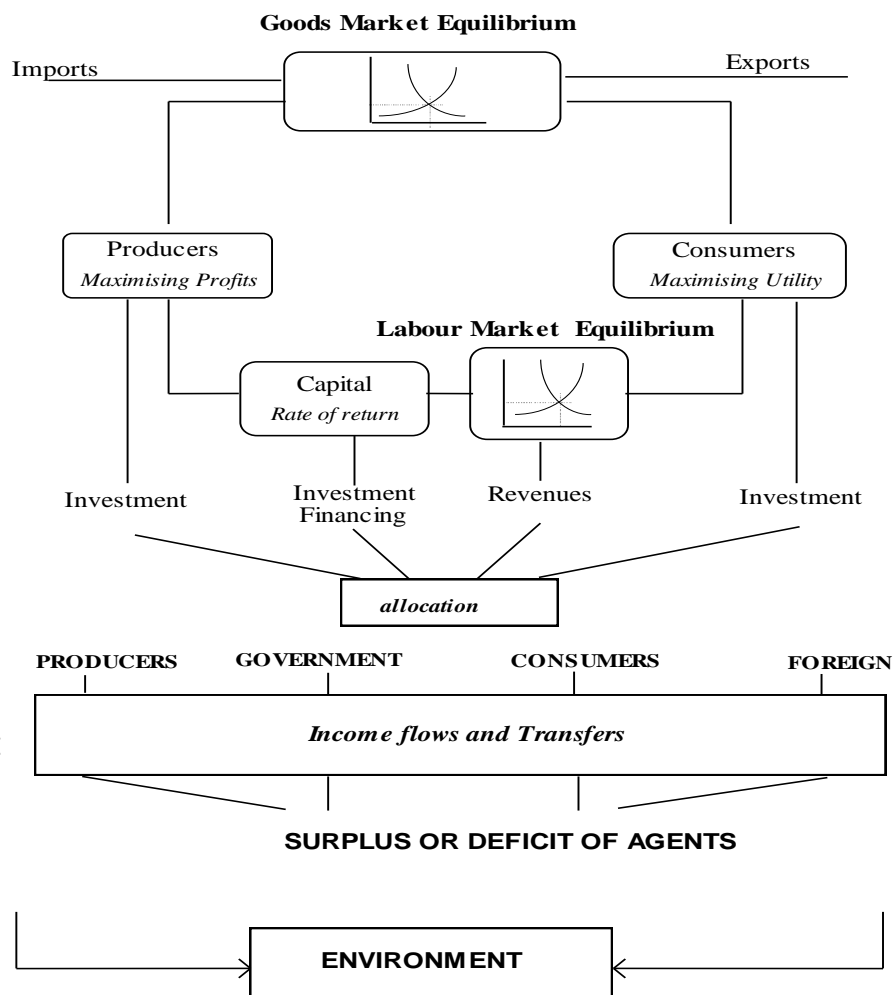 Goods Market Equilibrium
Imports
Exports
Producers
Maximising Profits
Consumers
Maximising Utility
Labour Market Equilibrium
Capital
Rate of return
Investment
Investment
Financing
Revenues
Investment
allocation
PRODUCERS
GOVERNMENT
CONSUMERS
FOREIGN
Income flows and Transfers
SURPLUS OR DEFICIT OF AGENTS
ENVIRONMENT